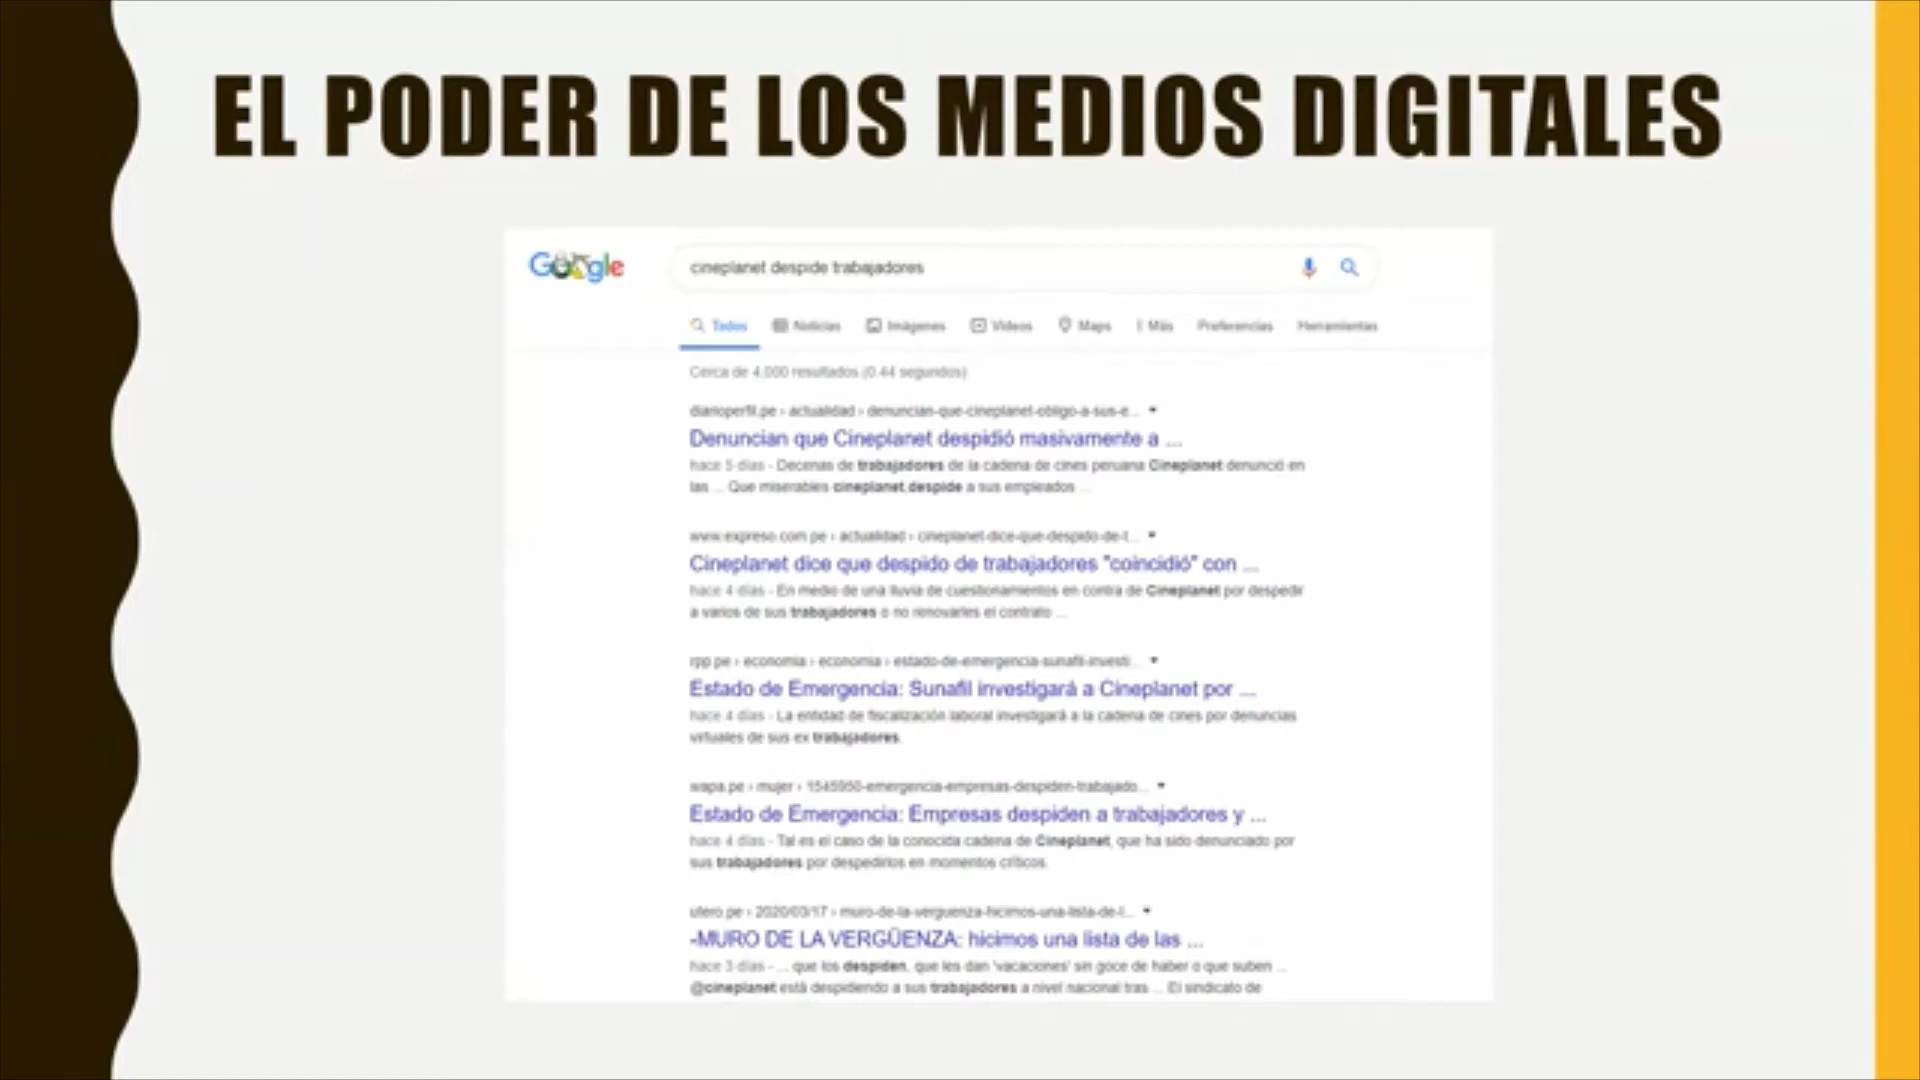 EL PODER DE LOS MEDIOS DIGITALES
Google
cineplanet despide trabajadores
Todos Noticias Imágenes Videos Maps Más Preferencias Herramientas
Cerca de 4,000 resultados (0.44 segundos)
diarioperfil.pe › actualidad › denuncian-que-cineplanet-obligo-a-sus-e...
Denuncian que Cineplanet despidió masivamente a ...
hace 5 días - Decenas de trabajadores de la cadena de cines peruana Cineplanet denunció en
las ... Que miserables cineplanet,despide a sus empleados ...
www.expreso.com.pe › actualidad › cineplanet-dice-que-despido-de-t...
Cineplanet dice que despido de trabajadores "coincidió" con ...
hace 4 días - En medio de una lluvia de cuestionamientos en contra de Cineplanet por despedir
a varios de sus trabajadores o no renovarles el contrato ...
rpp.pe › economia › economia › estado-de-emergencia-sunafil-investi...
Estado de Emergencia: Sunafil investigará a Cineplanet por ...
hace 4 días - La entidad de fiscalización laboral investigará a la cadena de cines por denuncias
virtuales de sus ex trabajadores.
wapa.pe › mujer › 1545950-emergencia-empresas-despiden-trabajado...
Estado de Emergencia: Empresas despiden a trabajadores y ...
hace 4 días - Tal es el caso de la conocida cadena de Cineplanet, que ha sido denunciado por
sus trabajadores por despedirlos en momentos críticos.
utero.pe › 2020/03/17 › muro-de-la-verguenza-hicimos-una-lista-de-l...
-MURO DE LA VERGÜENZA: hicimos una lista de las ...
hace 3 días - ... que los despiden, que les dan 'vacaciones' sin goce de haber o que suben ...
@cineplanet está despidiendo a sus trabajadores a nivel nacional tras ... El sindicato de